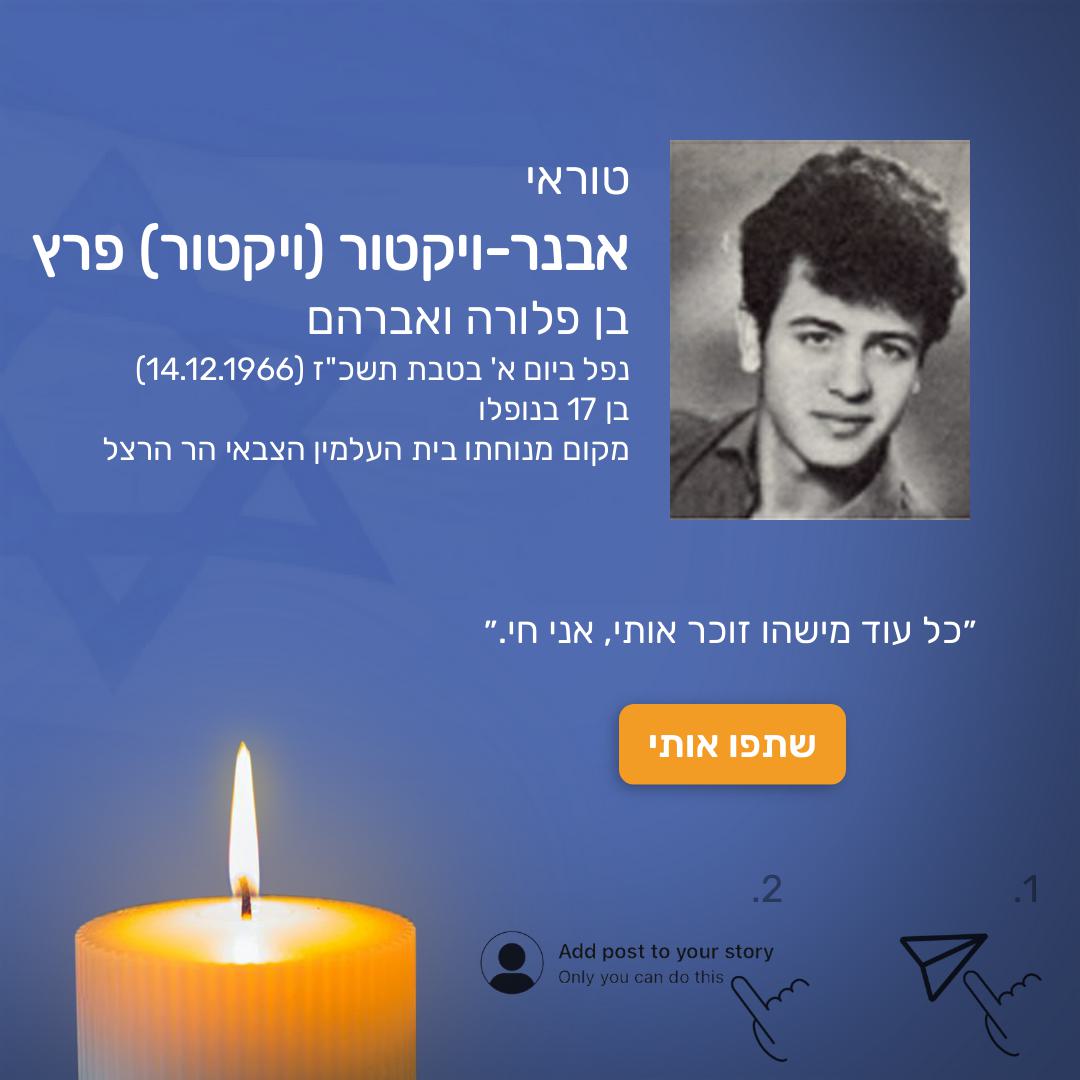 טוראי
אבנר-ויקטור (ויקטור) פרץ
בן פלורה ואברהם
נפל ביום א' בטבת תשכ"ז (14.12.1966)
בן 17 בנופלו
מקום מנוחתו בית העלמין הצבאי הר הרצל
״כל עוד מישהו זוכר אותי, אני חי.״
שתפו אותי
1.
2.
Add post to your story
Only you can do this